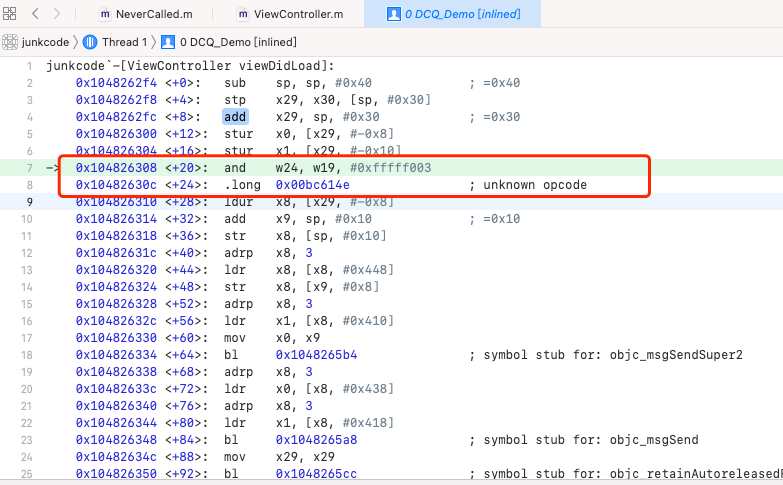 NeverCalled.m ViewController.m 0 DCQ_Demo [inlined]
junkcode Thread 1 0 DCQ_Demo [inlined]
1 junkcode`-[ViewController viewDidLoad]:
2 0x1048262f4 <+0>: sub sp, sp, #0x40 ; =0x40
3 0x1048262f8 <+4>: stp x29, x30, [sp, #0x30]
4 0x1048262fc <+8>: add x29, sp, #0x30 ; =0x30
5 0x104826300 <+12>: stur x0, [x29, #-0x8]
6 0x104826304 <+16>: stur x1, [x29, #-0x10]
7 -> 0x104826308 <+20>: and w24, w19, #0xfffff003
8 0x10482630c <+24>: .long 0x00bc614e ; unknown opcode
9 0x104826310 <+28>: ldur x8, [x29, #-0x8]
10 0x104826314 <+32>: add x9, sp, #0x10 ; =0x10
11 0x104826318 <+36>: str x8, [sp, #0x10]
12 0x10482631c <+40>: adrp x8, 3
13 0x104826320 <+44>: ldr x8, [x8, #0x448]
14 0x104826324 <+48>: str x8, [x9, #0x8]
15 0x104826328 <+52>: adrp x8, 3
16 0x10482632c <+56>: ldr x1, [x8, #0x410]
17 0x104826330 <+60>: mov x0, x9
18 0x104826334 <+64>: bl 0x1048265b4 ; symbol stub for: objc_msgSendSuper2
19 0x104826338 <+68>: adrp x8, 3
20 0x10482633c <+72>: ldr x0, [x8, #0x438]
21 0x104826340 <+76>: adrp x8, 3
22 0x104826344 <+80>: ldr x1, [x8, #0x418]
23 0x104826348 <+84>: bl 0x1048265a8 ; symbol stub for: objc_msgSend
24 0x10482634c <+88>: mov x29, x29
25 0x104826350 <+92>: bl 0x1048265cc ; symbol stub for: objc_retainAutoreleased